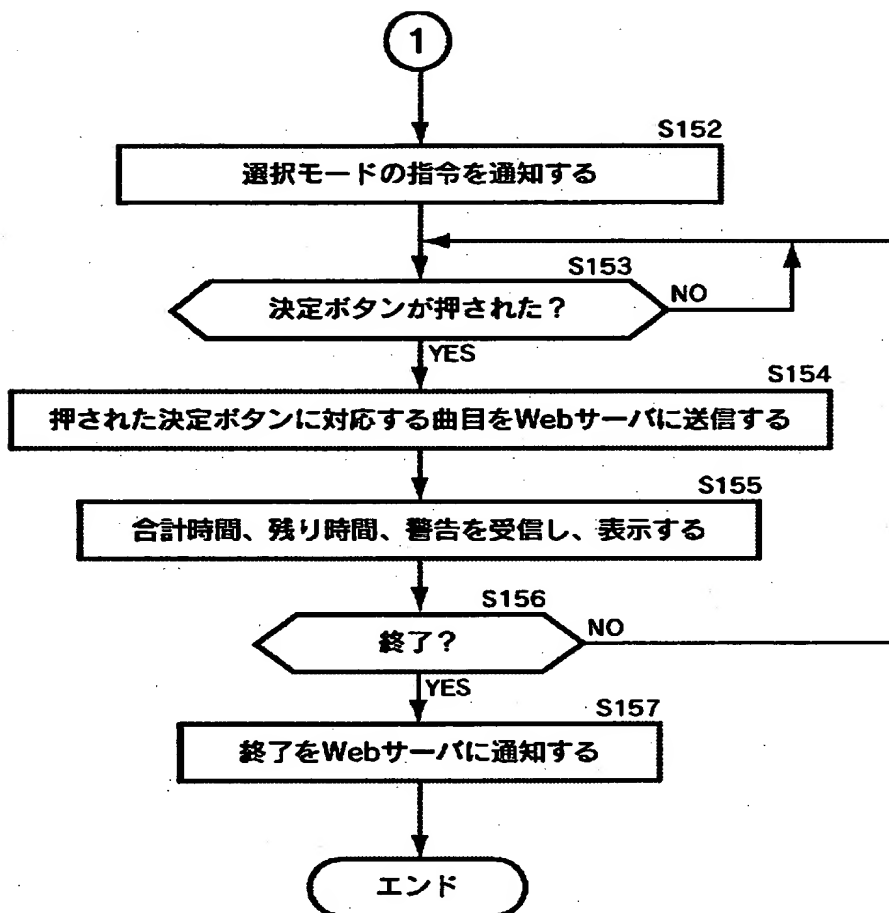 1
S152
選択モードの指令を通知する
S153
決定ボタンが押された?
NO
YES
S154
押された決定ボタンに対応する曲目をWebサーバに送信する
S155
合計時間、残り時間、警告を受信し、表示する
S156
終了?
NO
YES
S157
終了をWebサーバに通知する
エンド